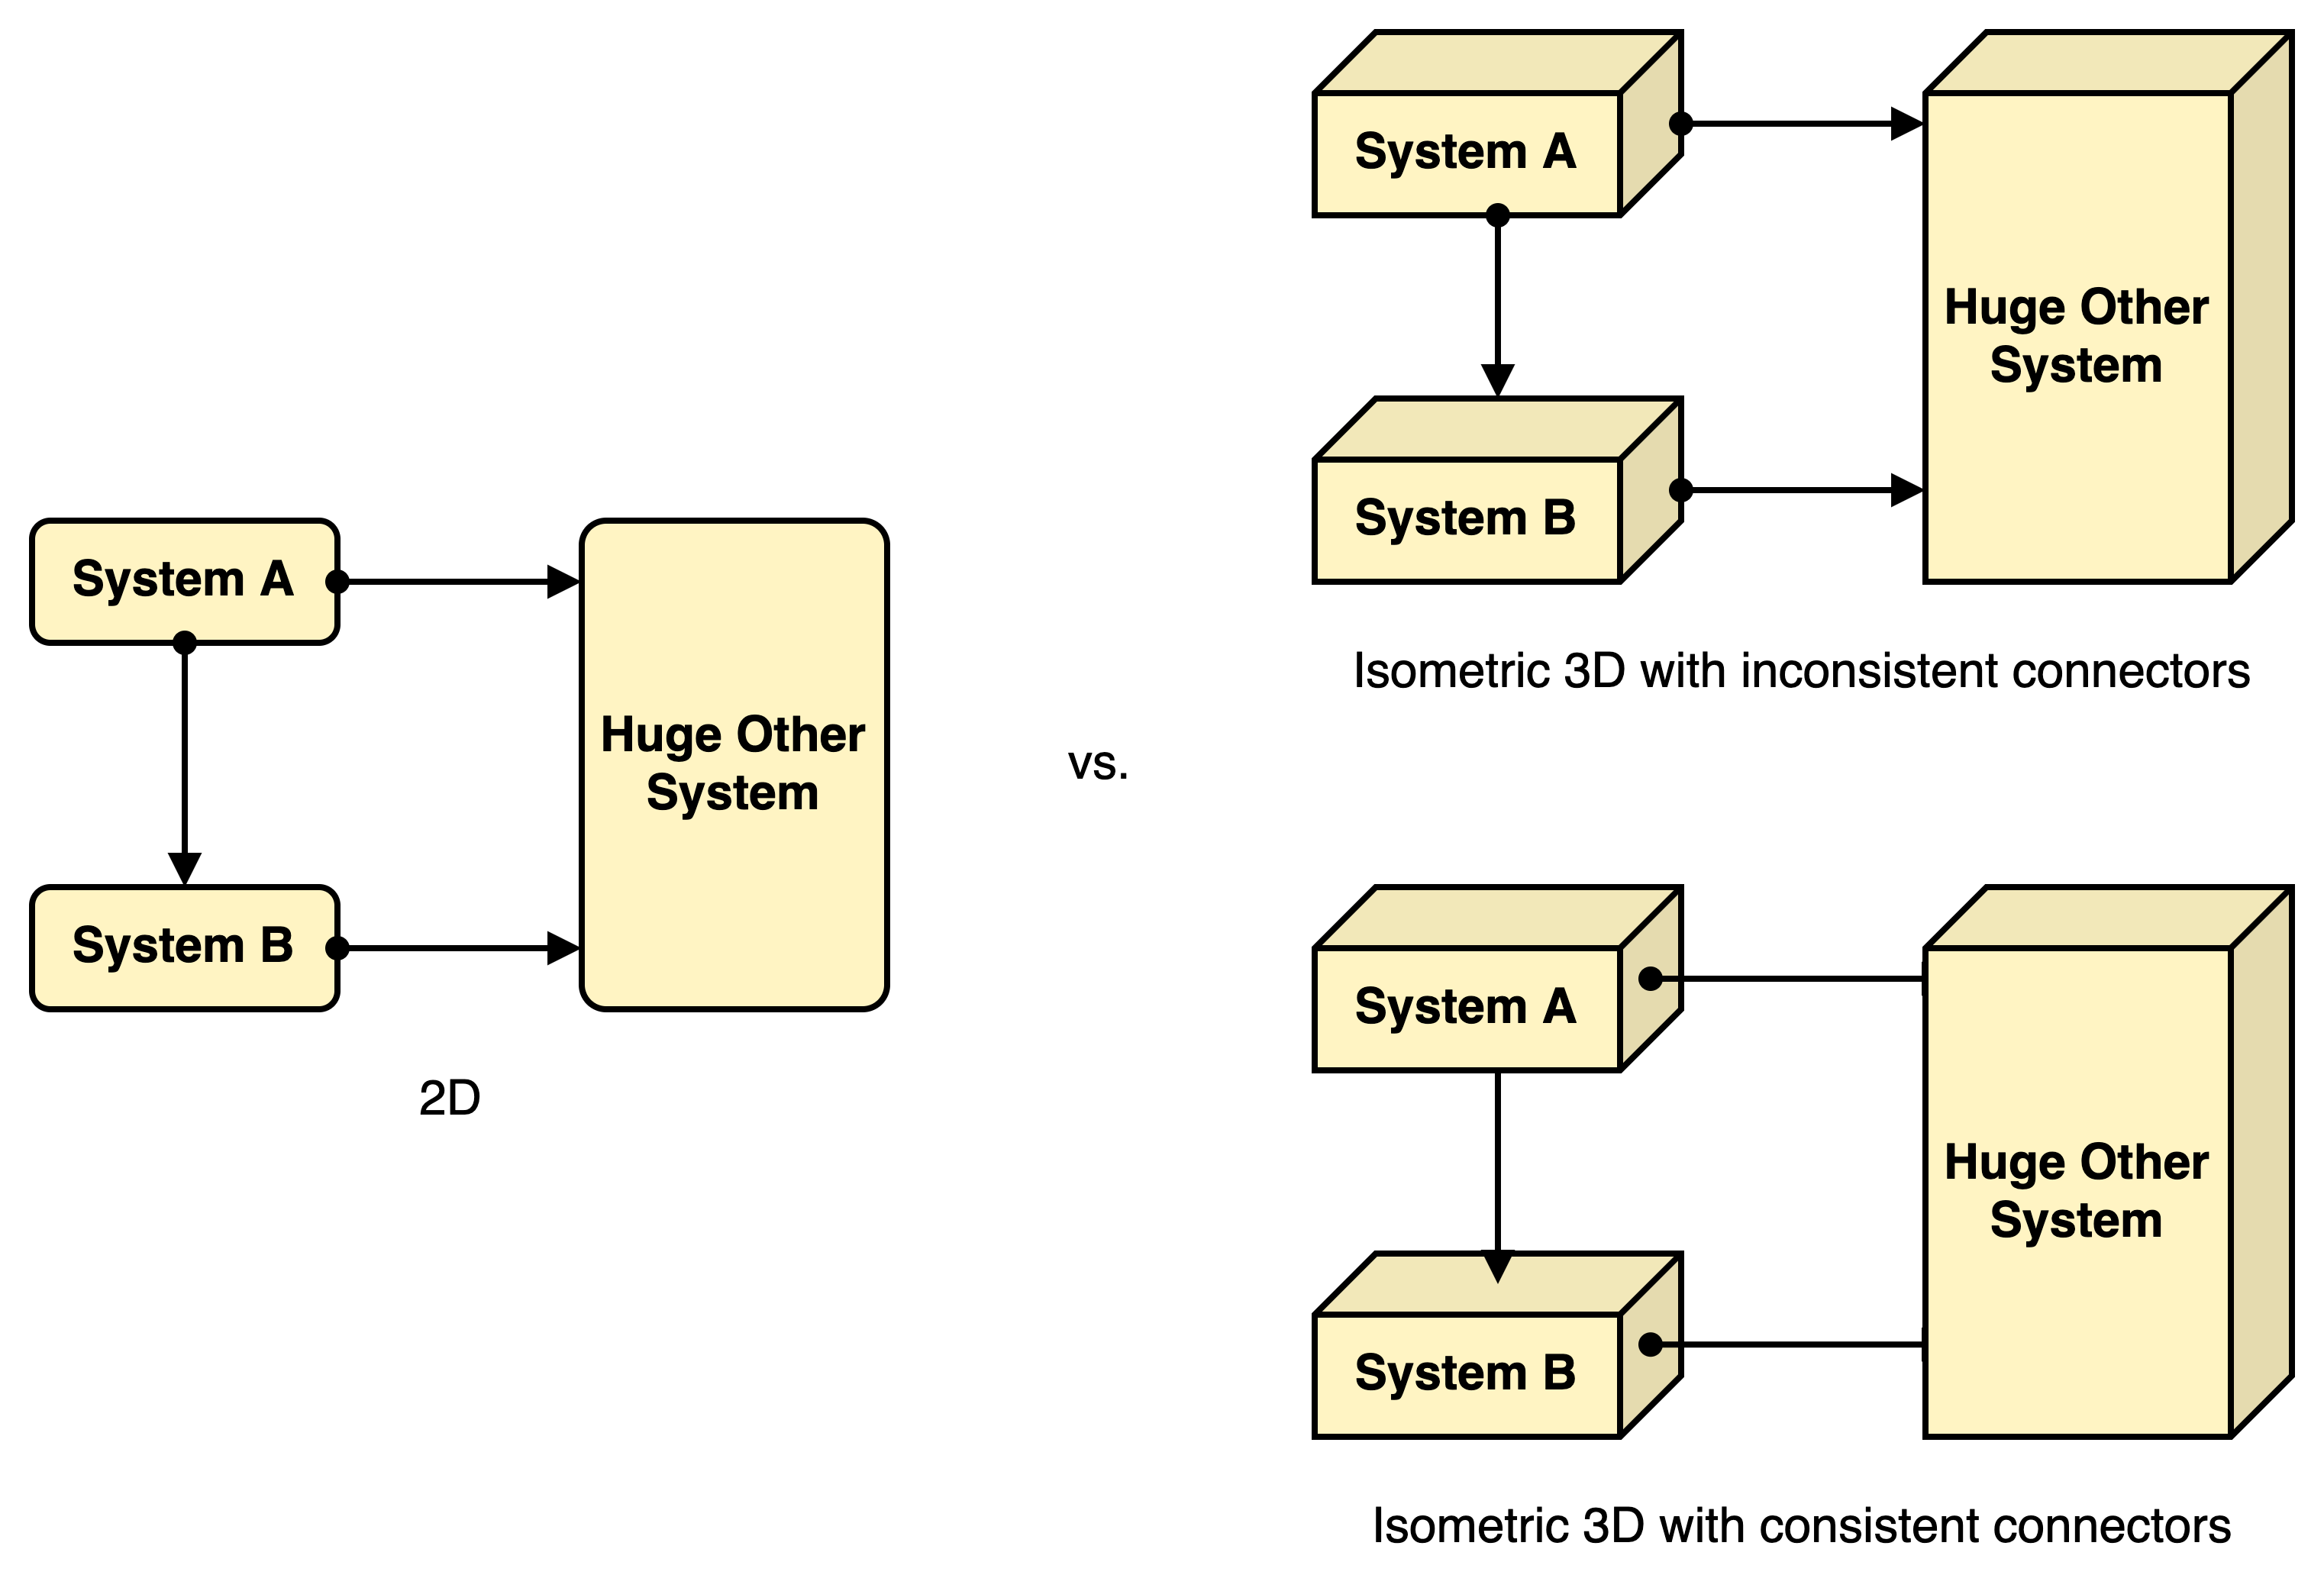 System A
System B
Huge Other
System
2D
vs.
System A
System B
Huge Other
System
Isometric 3D with inconsistent connectors
System A
System B
Huge Other
System
Isometric 3D with consistent connectors